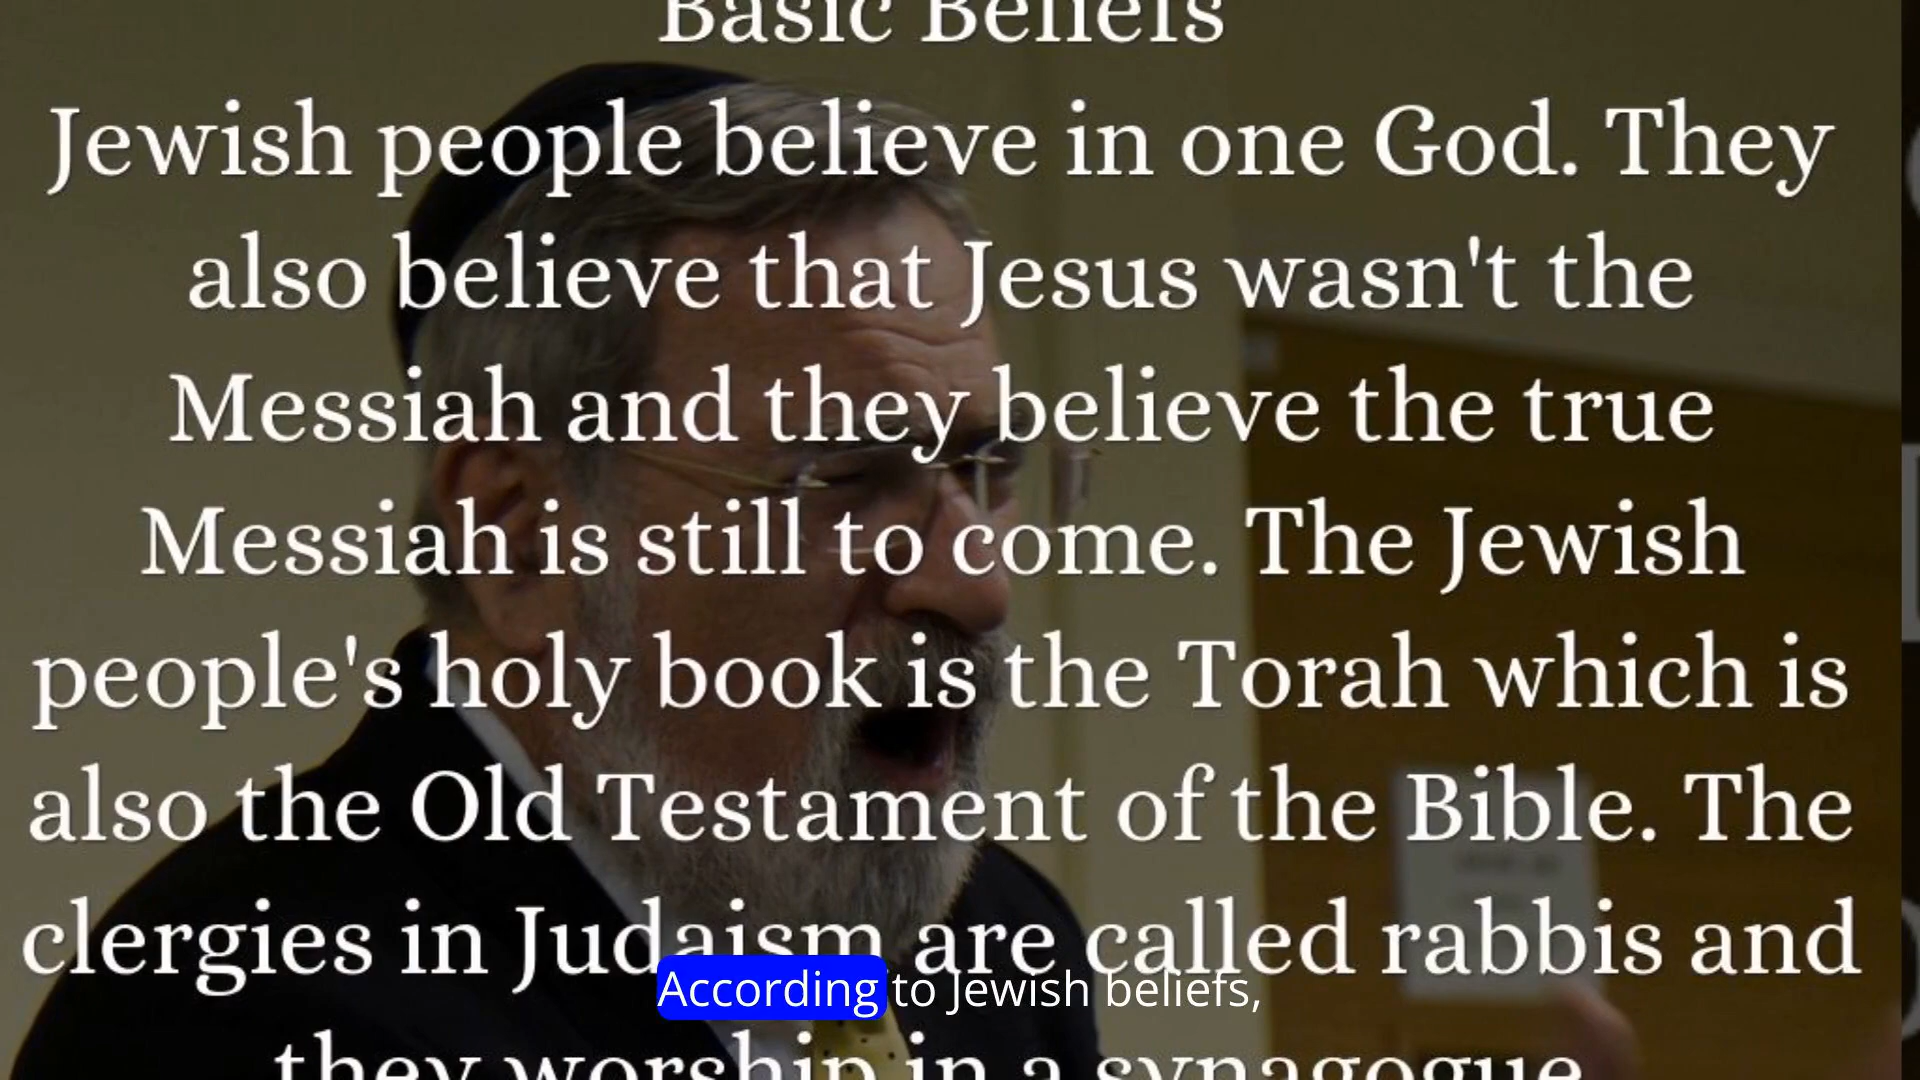 Basic Beliefs
Jewish people believe in one God. They
also believe that Jesus wasn't the
Messiah and they believe the true
Messiah is still to come. The Jewish
people's holy book is the Torah which is
also the Old Testament of the Bible. The
clergies in Judaism are called rabbis and
According to Jewish beliefs,
they worship in a synagogue